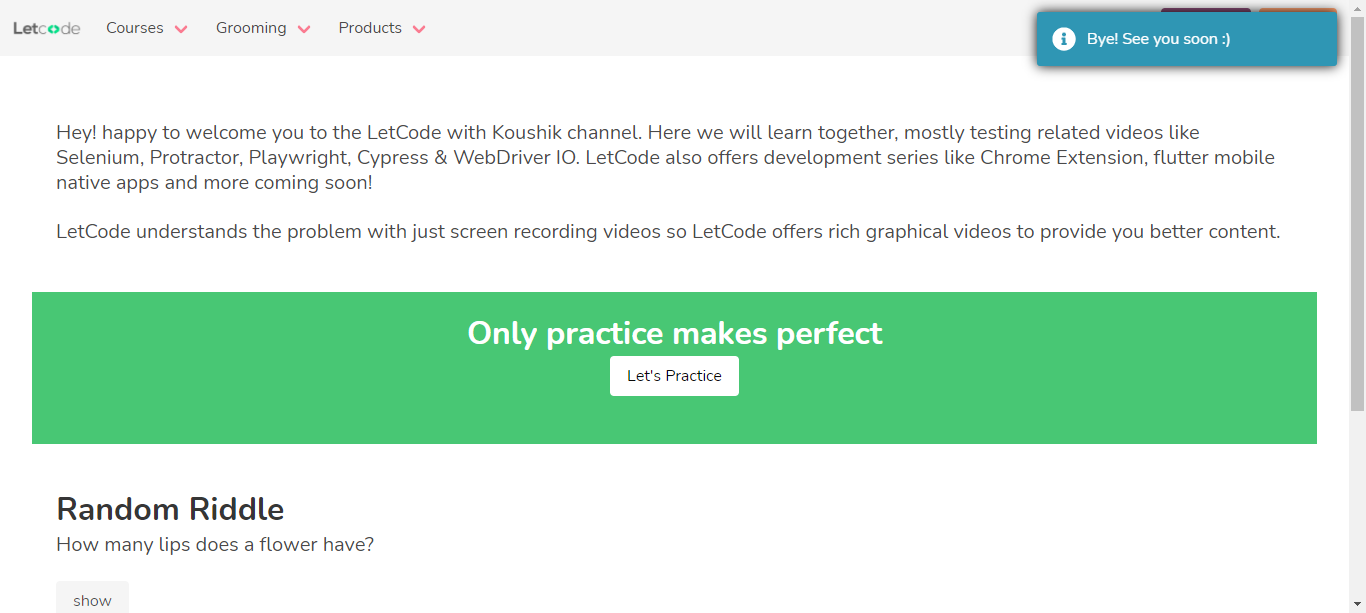 Letcode
Courses
Grooming
Products
Bye! See you soon :)
Hey! happy to welcome you to the LetCode with Koushik channel. Here we will learn together, mostly testing related videos like
Selenium, Protractor, Playwright, Cypress & WebDriver IO. LetCode also offers development series like Chrome Extension, flutter mobile
native apps and more coming soon!
LetCode understands the problem with just screen recording videos so LetCode offers rich graphical videos to provide you better content.
Only practice makes perfect
Let's Practice
Random Riddle
How many lips does a flower have?
show